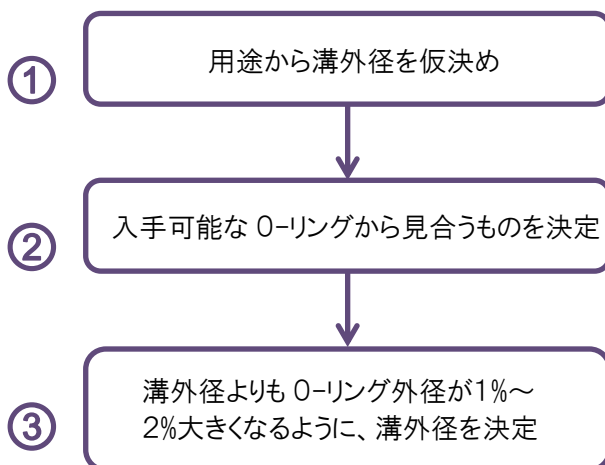 ①
用途から溝外径を仮決め
②
入手可能な O-リングから見合うものを決定
③
溝外径よりも O-リング外径が1%～
2%大きくなるように、溝外径を決定